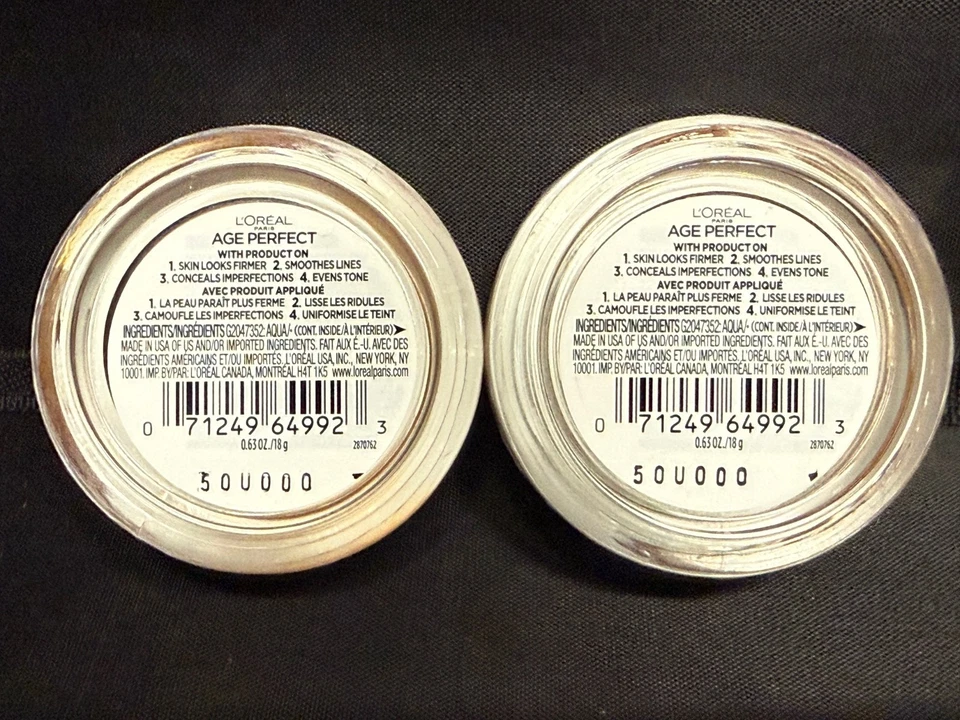 L'ORÉAL
PARIS
AGE PERFECT
WITH PRODUCT ON
1. SKIN LOOKS FIRMER 2. SMOOTHES LINES
3. CONCEALS IMPERFECTIONS 4. EVENS TONE
AVEC PRODUIT APPLIQUÉ
1. LA PEAU PARAÎT PLUS FERME 2. LISSE LES RIDULES
3. CAMOUFLE LES IMPERFECTIONS 4. UNIFORMISE LE TEINT
INGREDIENTS/INGRÉDIENTS G2047352: AQUA/• (CONT. INSIDE/À L'INTÉRIEUR)➤
MADE IN USA OF US AND/OR IMPORTED INGREDIENTS. FAIT AUX É.-U. AVEC DES
INGRÉDIENTS AMÉRICAINS ET/OU IMPORTÉS. L'ORÉAL USA, INC., NEW YORK, NY
10001. IMP. BY/PAR: L'ORÉAL CANADA, MONTRÉAL H4T 1K5 www.lorealparis.com
0 71249 64992 3
0.63 OZ./18 g 2870762
50U000
L'ORÉAL
PARIS
AGE PERFECT
WITH PRODUCT ON
1. SKIN LOOKS FIRMER 2. SMOOTHES LINES
3. CONCEALS IMPERFECTIONS 4. EVENS TONE
AVEC PRODUIT APPLIQUÉ
1. LA PEAU PARAÎT PLUS FERME 2. LISSE LES RIDULES
3. CAMOUFLE LES IMPERFECTIONS 4. UNIFORMISE LE TEINT
INGREDIENTS/INGRÉDIENTS G2047352: AQUA/• (CONT. INSIDE/À L'INTÉRIEUR)➤
MADE IN USA OF US AND/OR IMPORTED INGREDIENTS. FAIT AUX É.-U. AVEC DES
INGRÉDIENTS AMÉRICAINS ET/OU IMPORTÉS. L'ORÉAL USA, INC., NEW YORK, NY
10001. IMP. BY/PAR: L'ORÉAL CANADA, MONTRÉAL H4T 1K5 www.lorealparis.com
0 71249 64992 3
0.63 OZ./18 g 2870762
50U000